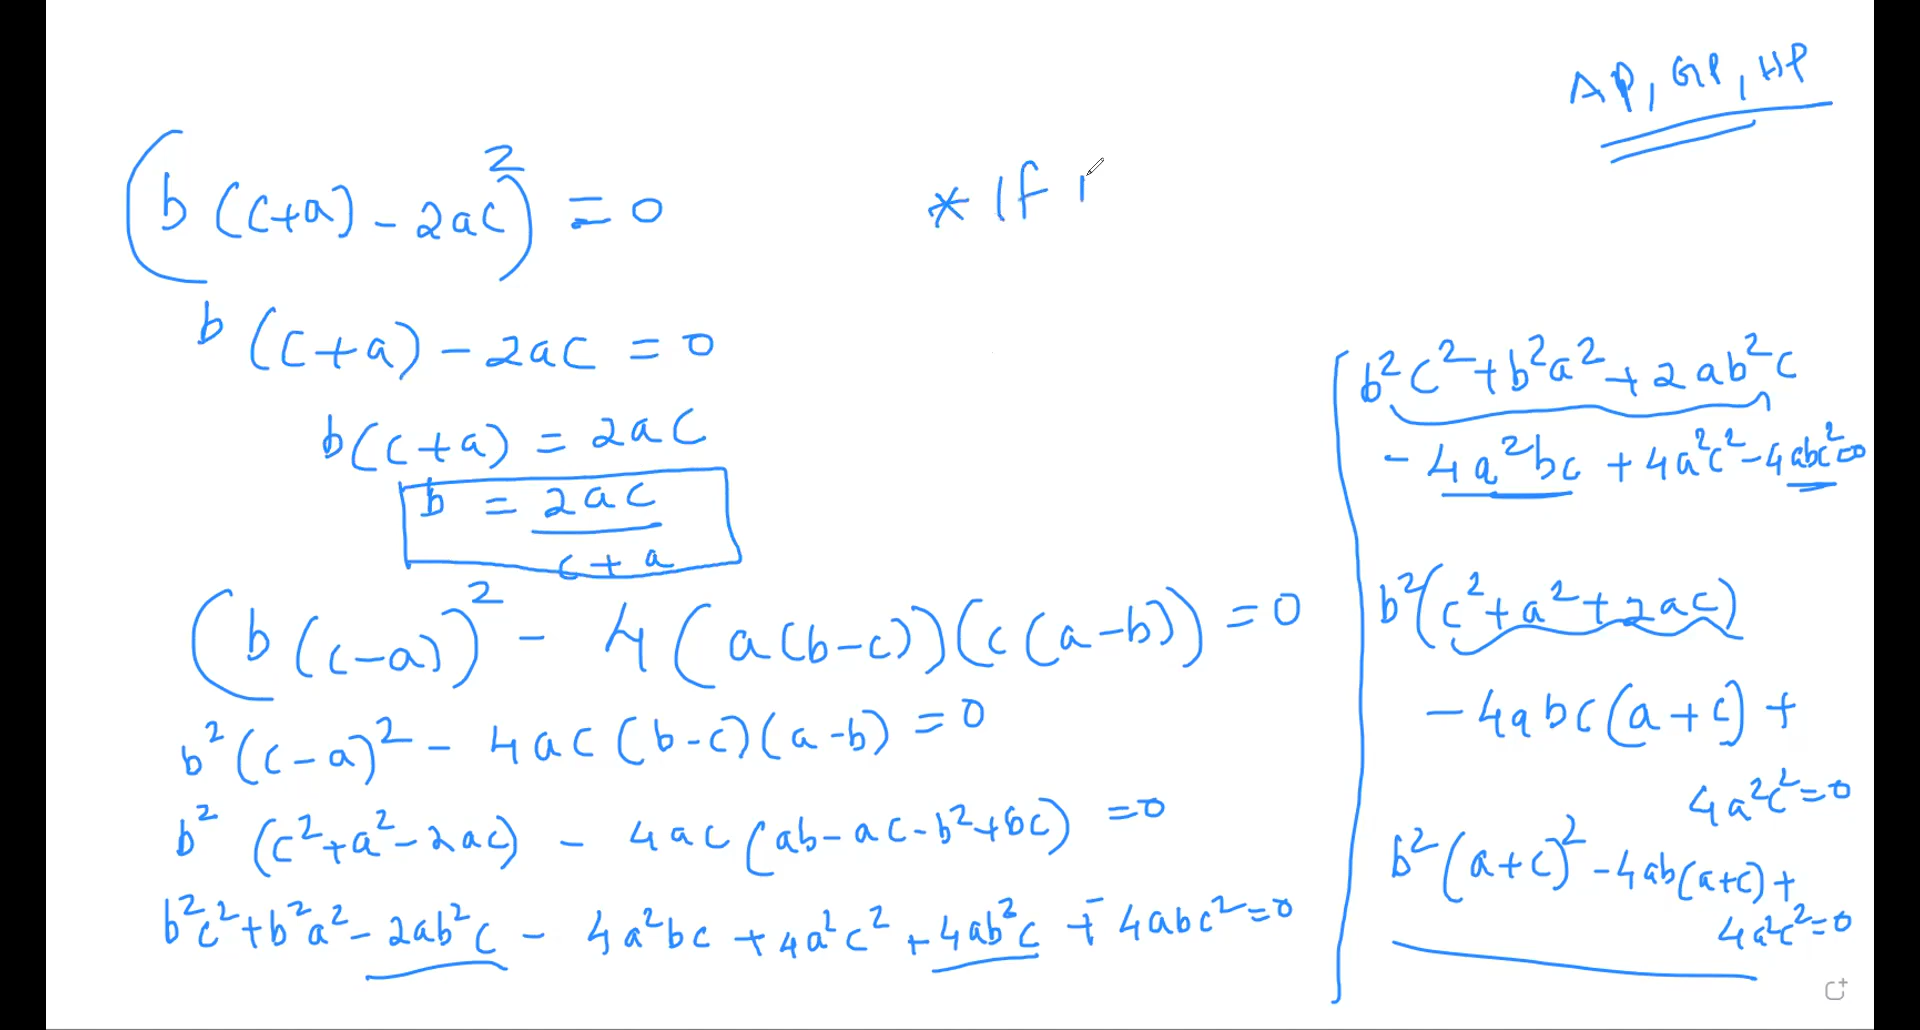 AP, GP, HP
(b(c+a) - 2ac)² = 0
* If
b(c+a) - 2ac = 0
b(c+a) = 2ac
b = 2ac / c+a
(b(c-a))² - 4(a(b-c))(c(a-b)) = 0
b²(c-a)² - 4ac(b-c)(a-b) = 0
b²(c²+a²-2ac) - 4ac(ab-ac-b²+bc) = 0
b²c²+b²a²-2ab²c - 4a²bc + 4a²c² + 4ab²c - 4abc² = 0
b²c²+b²a²+2ab²c
- 4a²bc + 4a²c² - 4abc² = 0
b²(c²+a²+2ac)
- 4abc(a+c) +
4a²c² = 0
b²(a+c)² - 4ab(a+c) +
4a²c² = 0